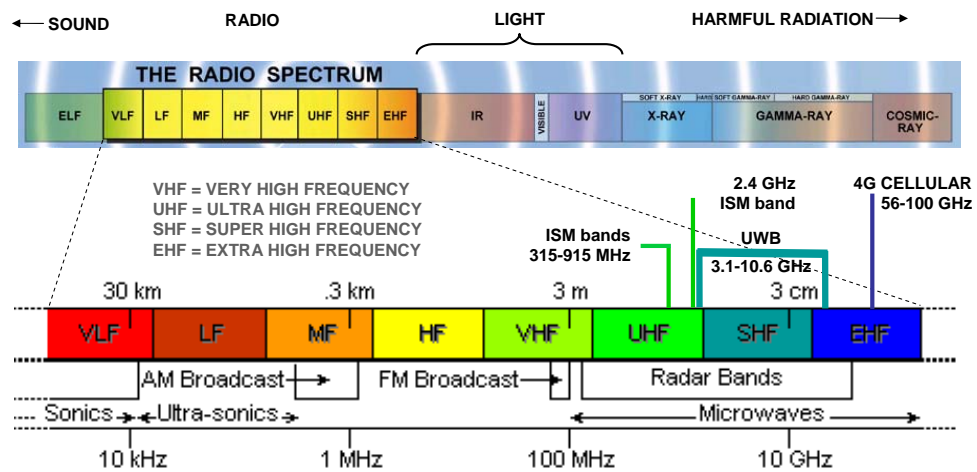 SOUND
RADIO
LIGHT
HARMFUL RADIATION
THE RADIO SPECTRUM
ELF
VLF
LF
MF
HF
VHF
UHF
SHF
EHF
IR
VISIBLE
UV
SOFT X-RAY
HARD
SOFT GAMMA-RAY
HARD GAMMA-RAY
X-RAY
GAMMA-RAY
COSMIC-
RAY
VHF = VERY HIGH FREQUENCY
UHF = ULTRA HIGH FREQUENCY
SHF = SUPER HIGH FREQUENCY
EHF = EXTRA HIGH FREQUENCY
ISM bands
315-915 MHz
2.4 GHz
ISM band
UWB
3.1-10.6 GHz
4G CELLULAR
56-100 GHz
30 km
.3 km
3 m
3 cm
VLF
LF
MF
HF
VHF
UHF
SHF
EHF
AM Broadcast
FM Broadcast
Radar Bands
Sonics
Ultra-sonics
Microwaves
10 kHz
1 MHz
100 MHz
10 GHz